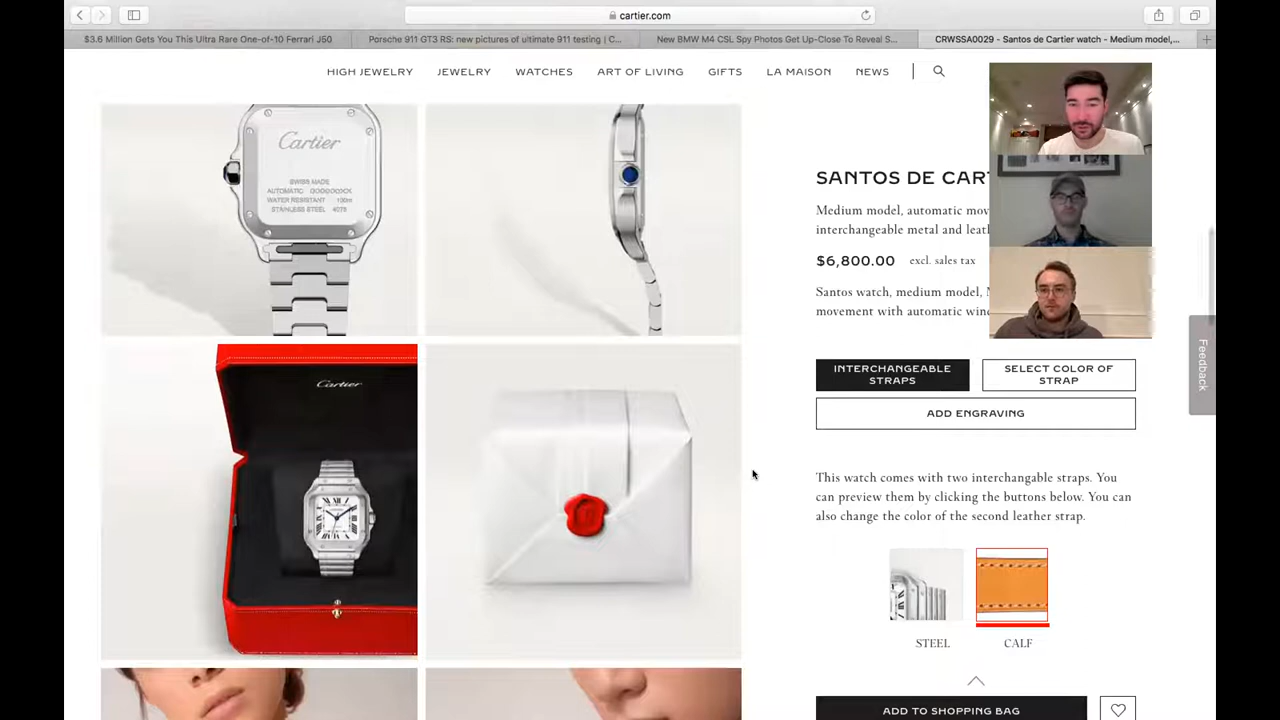 cartier.com
$3.6 Million Gets You This Ultra Rare One-of-10 Ferrari J50
Porsche 911 GT3 RS: new pictures of ultimate 911 testing | C...
New BMW M4 CSL Spy Photos Get Up-Close To Reveal S...
CRWSSA0029 - Santos de Cartier watch - Medium model,...
HIGH JEWELRY
JEWELRY
WATCHES
ART OF LIVING
GIFTS
LA MAISON
NEWS
Cartier
SWISS MADE
AUTOMATIC
WATER RESISTANT 100m
STAINLESS STEEL 4075
Cartier
SANTOS DE CART
Medium model, automatic mov
interchangeable metal and leath
$6,800.00 excl. sales tax
Santos watch, medium model,
movement with automatic win
INTERCHANGEABLE
STRAPS
SELECT COLOR OF
STRAP
ADD ENGRAVING
This watch comes with two interchangable straps. You
can preview them by clicking the buttons below. You can
also change the color of the second leather strap.
STEEL
CALF
ADD TO SHOPPING BAG
Feedback